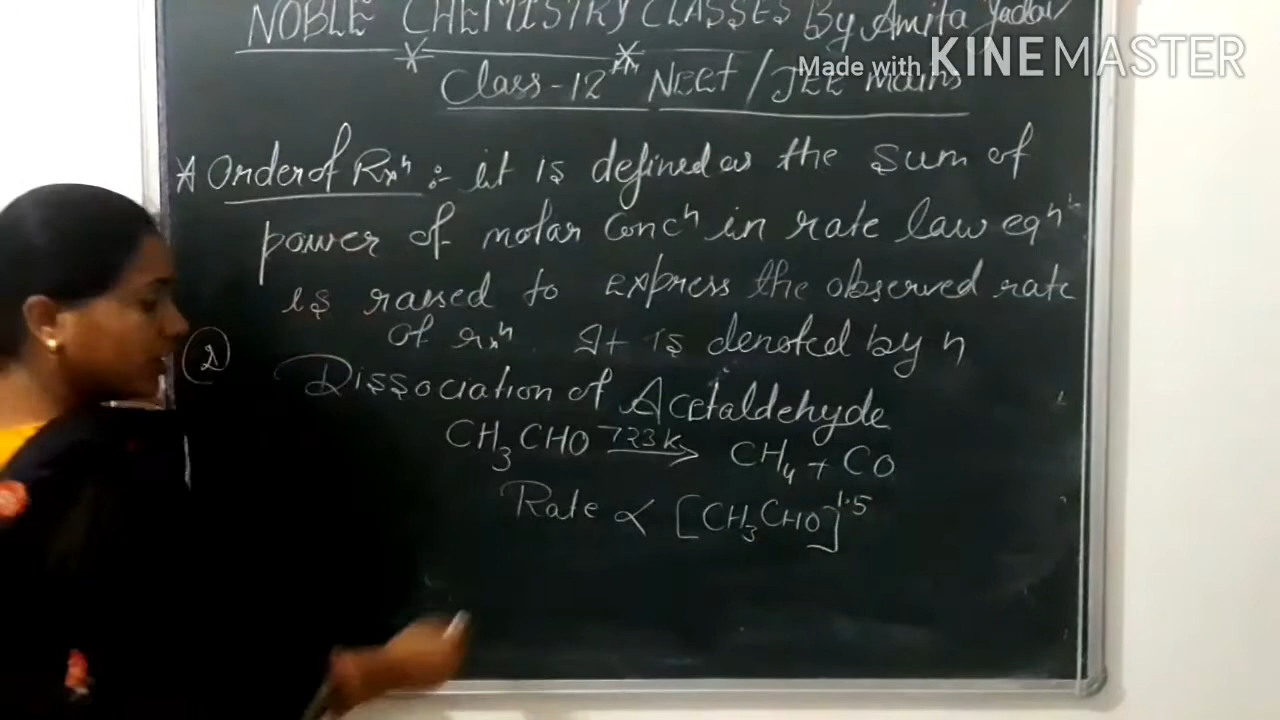 NOBLE CHEMISTRY CLASSES By Amita Yadav
Made with KINEMASTER
Class-12th NEET / JEE Mains
* Order of Rxⁿ :- It is defined as the sum of
power of molar Concⁿ in rate law eqⁿ
is raised to express the observed rate
of rxⁿ. It is denoted by n
(2)
Dissociation of Acetaldehyde
CH₃CHO 723K→ CH₄ + CO
Rate ∝ [CH₃CHO]^1.5